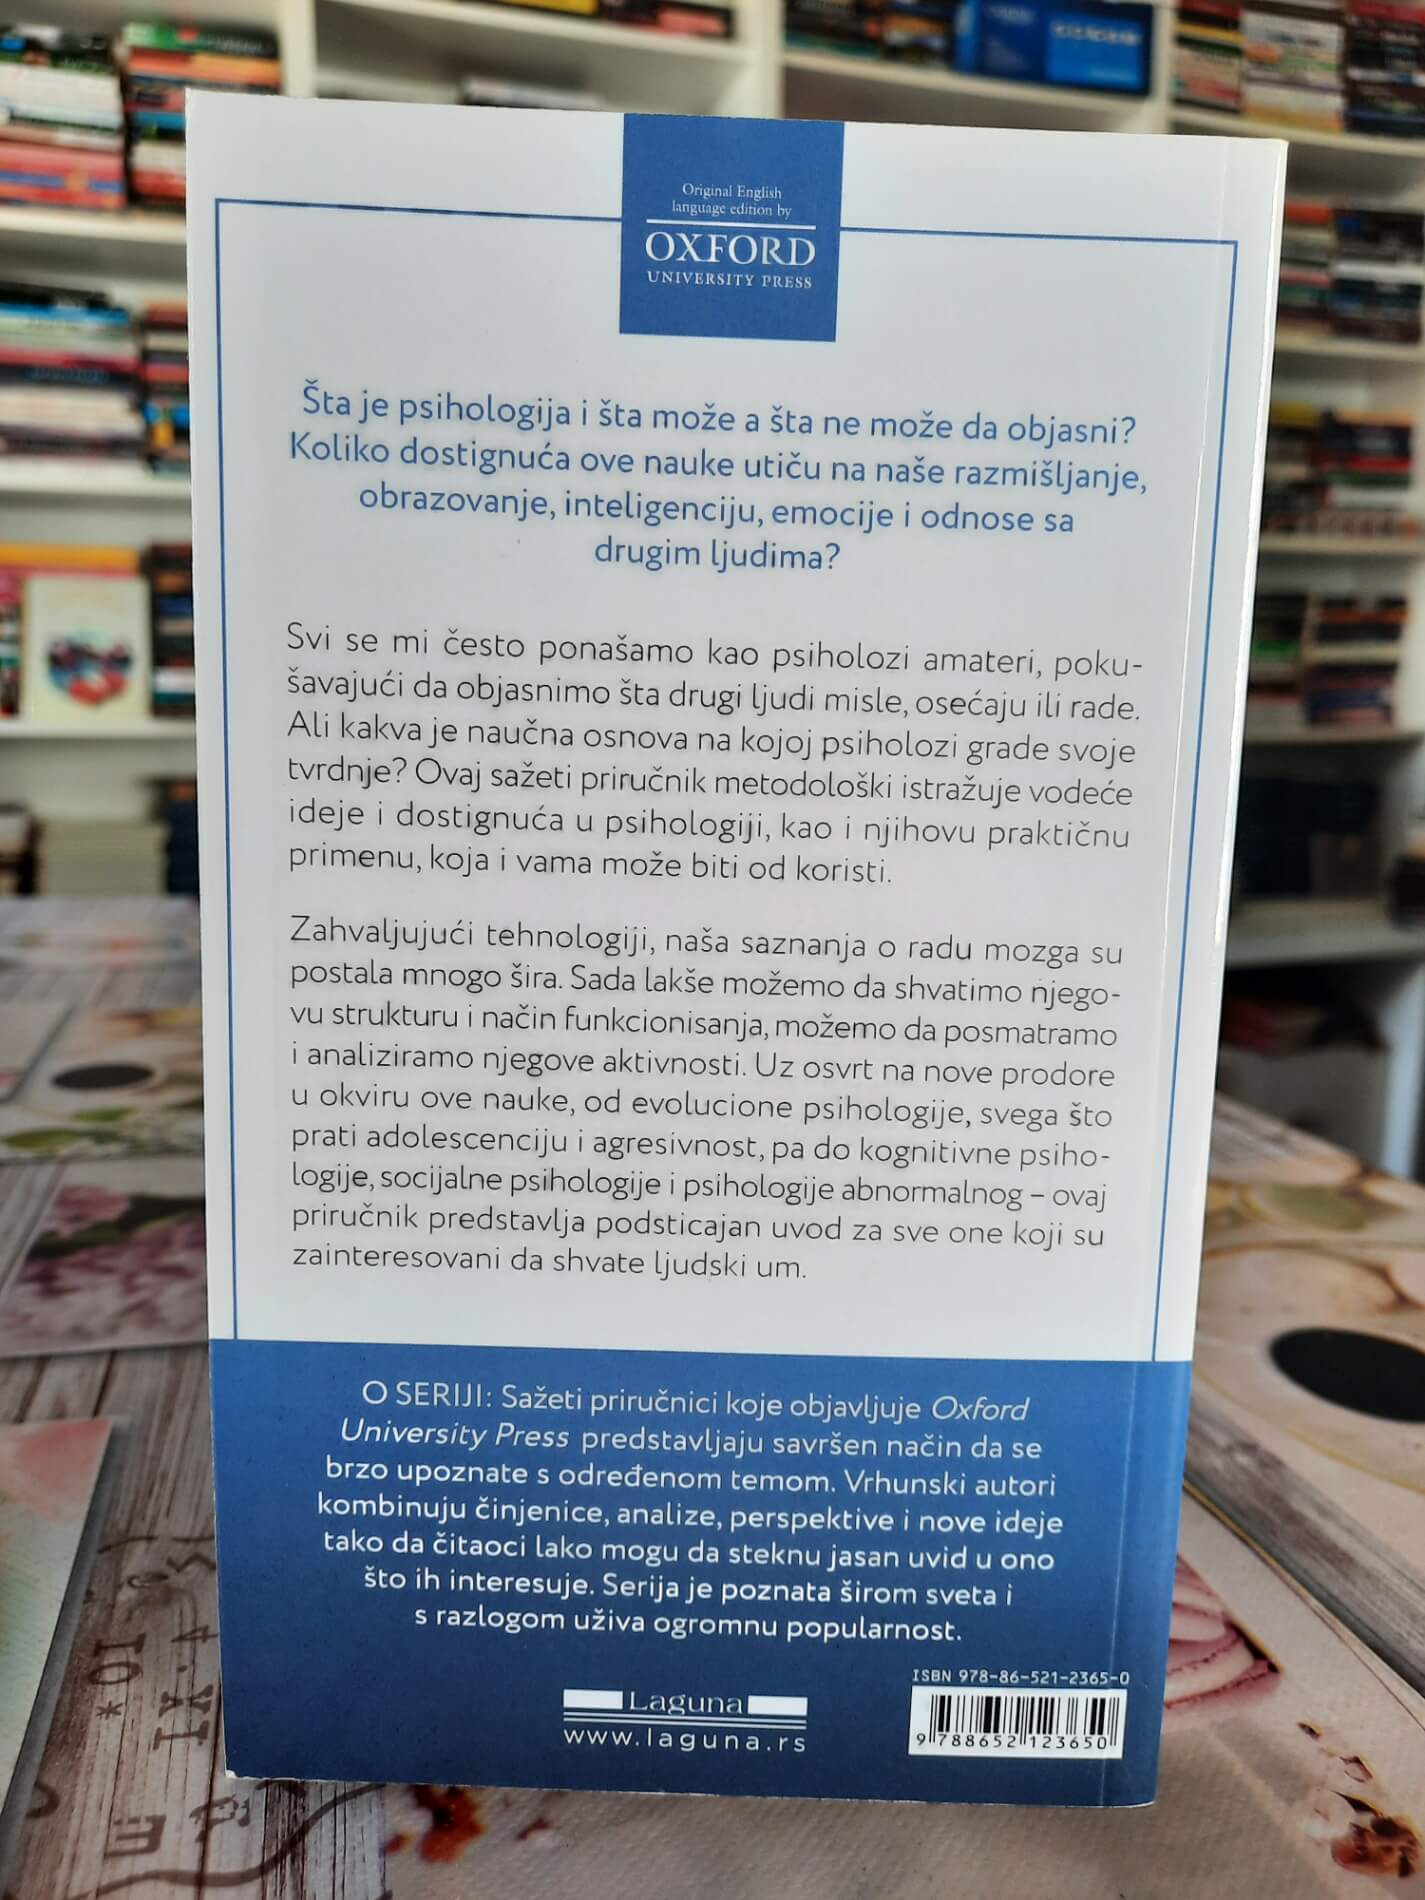 Original English
language edition by
OXFORD
UNIVERSITY PRESS
Šta je psihologija i šta može a šta ne može da objasni?
Koliko dostignuća ove nauke utiču na naše razmišljanje,
obrazovanje, inteligenciju, emocije i odnose sa
drugim ljudima?
Svi se mi često ponašamo kao psiholozi amateri, poku-
šavajući da objasnimo šta drugi ljudi misle, osećaju ili rade.
Ali kakva je naučna osnova na kojoj psiholozi grade svoje
tvrdnje? Ovaj sažeti priručnik metodološki istražuje vodeće
ideje i dostignuća u psihologiji, kao i njihovu praktičnu
primenu, koja i vama može biti od koristi.
Zahvaljujući tehnologiji, naša saznanja o radu mozga su
postala mnogo šira. Sada lakše možemo da shvatimo njego-
vu strukturu i način funkcionisanja, možemo da posmatramo
i analiziramo njegove aktivnosti. Uz osvrt na nove prodore
u okviru ove nauke, od evolucione psihologije, svega što
prati adolescenciju i agresivnost, pa do kognitivne psiho-
logije, socijalne psihologije i psihologije abnormalnog – ovaj
priručnik predstavlja podsticajan uvod za sve one koji su
zainteresovani da shvate ljudski um.
O SERIJI: Sažeti priručnici koje objavljuje Oxford
University Press predstavljaju savršen način da se
brzo upoznate s određenom temom. Vrhunski autori
kombinuju činjenice, analize, perspektive i nove ideje
tako da čitaoci lako mogu da steknu jasan uvid u ono
što ih interesuje. Serija je poznata širom sveta i
s razlogom uživa ogromnu popularnost.
ISBN 978-86-521-2365-0
Laguna
www.laguna.rs
9 788652 123650